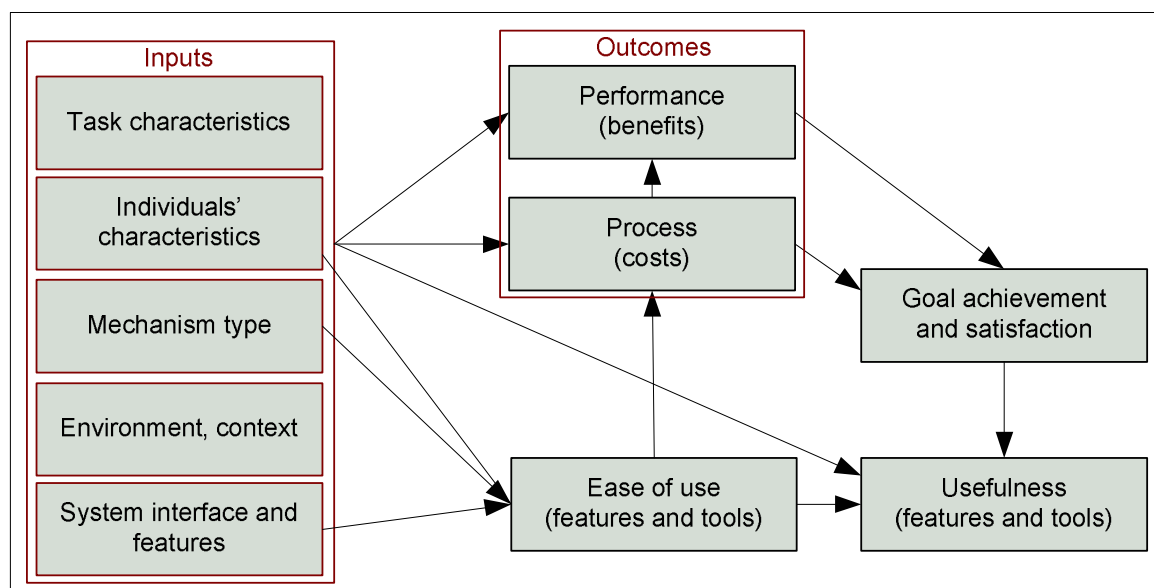 Inputs
Task characteristics
Individuals’
characteristics
Mechanism type
Environment, context
System interface and
features
Outcomes
Performance
(benefits)
Process
(costs)
Ease of use
(features and tools)
Goal achievement
and satisfaction
Usefulness
(features and tools)